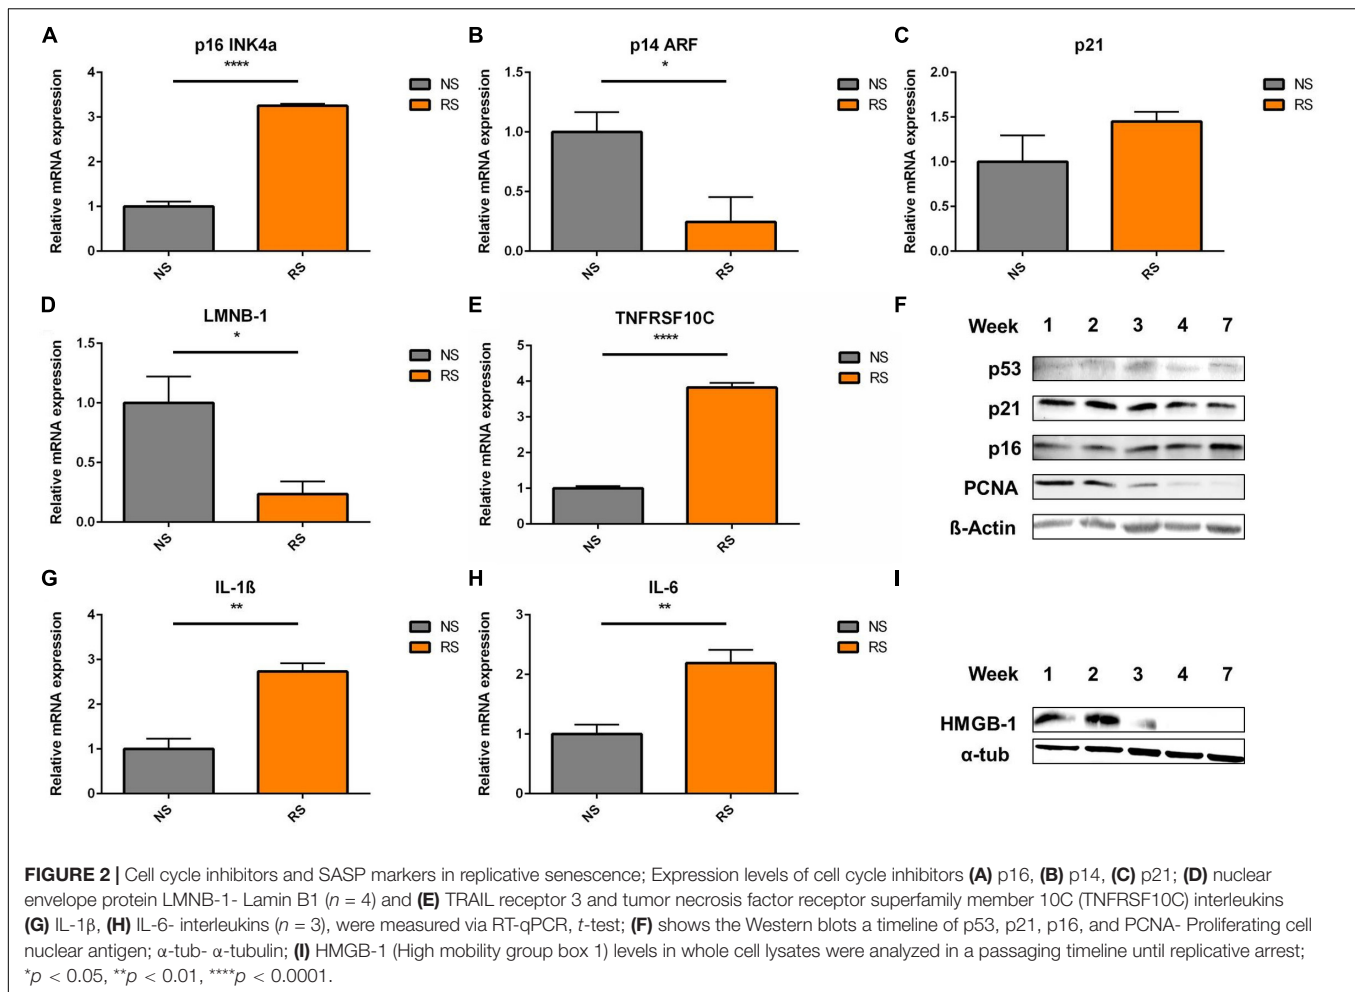 A
p16 INK4a
****
NS
RS
Relative mRNA expression
4
3
2
1
0
NS
RS
B
p14 ARF
*
NS
RS
Relative mRNA expression
1.5
1.0
0.5
0.0
NS
RS
C
p21
NS
RS
Relative mRNA expression
2.0
1.5
1.0
0.5
0.0
NS
RS
D
LMNB-1
*
NS
RS
Relative mRNA expression
1.5
1.0
0.5
0.0
NS
RS
E
TNFRSF10C
****
NS
RS
Relative mRNA expression
5
4
3
2
1
0
NS
RS
F
Week 1 2 3 4 7
p53
p21
p16
PCNA
ß-Actin
G
IL-1ß
**
NS
RS
Relative mRNA expression
4
3
2
1
0
NS
RS
H
IL-6
**
NS
RS
Relative mRNA expression
3
2
1
0
NS
RS
I
Week 1 2 3 4 7
HMGB-1
α-tub
FIGURE 2 | Cell cycle inhibitors and SASP markers in replicative senescence; Expression levels of cell cycle inhibitors (A) p16, (B) p14, (C) p21; (D) nuclear
envelope protein LMNB-1- Lamin B1 (n = 4) and (E) TRAIL receptor 3 and tumor necrosis factor receptor superfamily member 10C (TNFRSF10C) interleukins
(G) IL-1β, (H) IL-6- interleukins (n = 3), were measured via RT-qPCR, t-test; (F) shows the Western blots a timeline of p53, p21, p16, and PCNA- Proliferating cell
nuclear antigen; α-tub- α-tubulin; (I) HMGB-1 (High mobility group box 1) levels in whole cell lysates were analyzed in a passaging timeline until replicative arrest;
*p < 0.05, **p < 0.01, ****p < 0.0001.